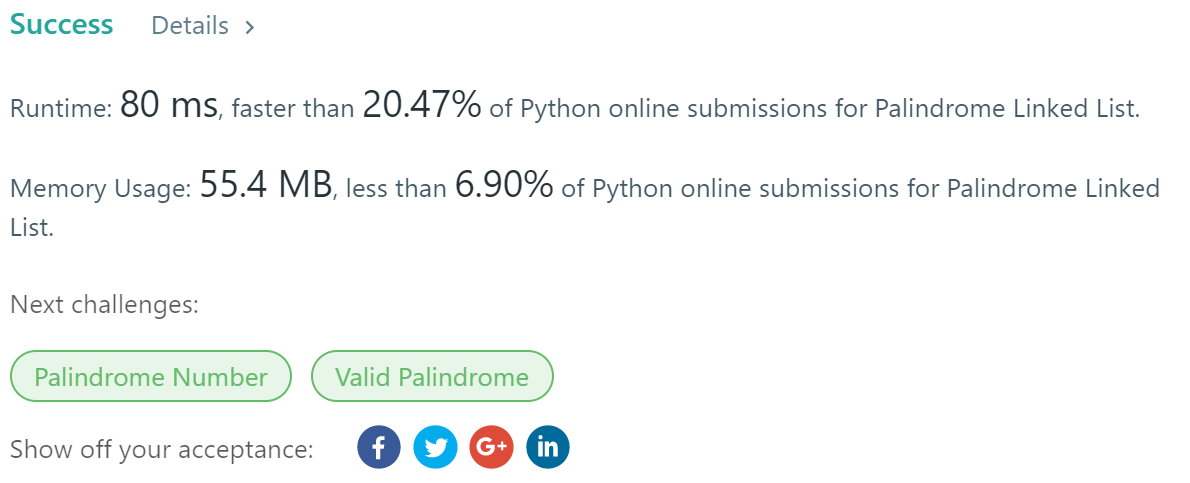 Success Details >
Runtime: 80 ms, faster than 20.47% of Python online submissions for Palindrome Linked List.
Memory Usage: 55.4 MB, less than 6.90% of Python online submissions for Palindrome Linked
List.
Next challenges:
Palindrome Number Valid Palindrome
Show off your acceptance: f G+ in